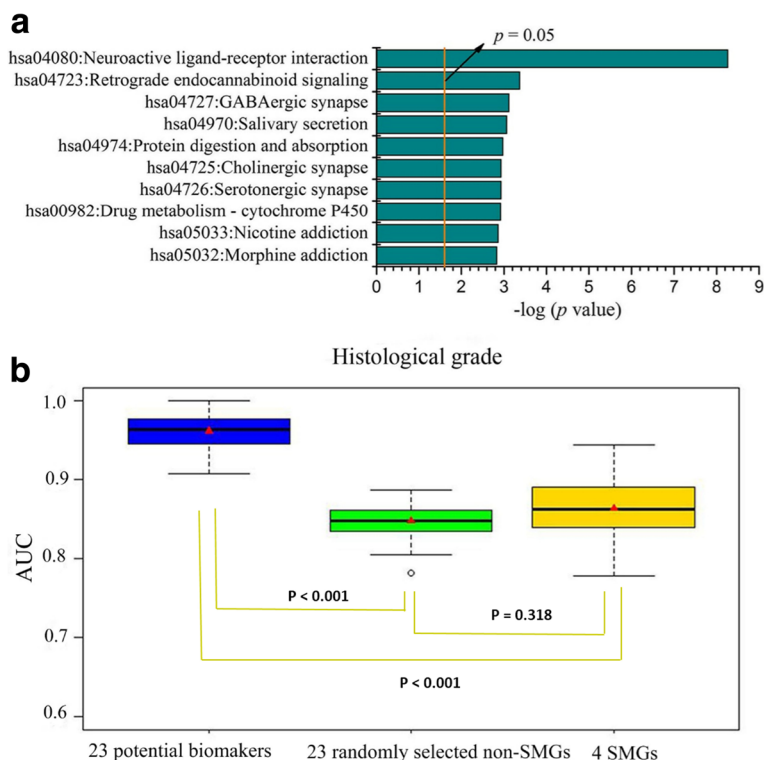 a
p = 0.05
hsa04080:Neuroactive ligand-receptor interaction
hsa04723:Retrograde endocannabinoid signaling
hsa04727:GABAergic synapse
hsa04970:Salivary secretion
hsa04974:Protein digestion and absorption
hsa04725:Cholinergic synapse
hsa04726:Serotonergic synapse
hsa00982:Drug metabolism - cytochrome P450
hsa05033:Nicotine addiction
hsa05032:Morphine addiction
0 1 2 3 4 5 6 7 8 9
-log (p value)
b
Histological grade
AUC
1.0
0.9
0.8
0.7
0.6
P < 0.001
P = 0.318
P < 0.001
23 potential biomakers 23 randomly selected non-SMGs 4 SMGs